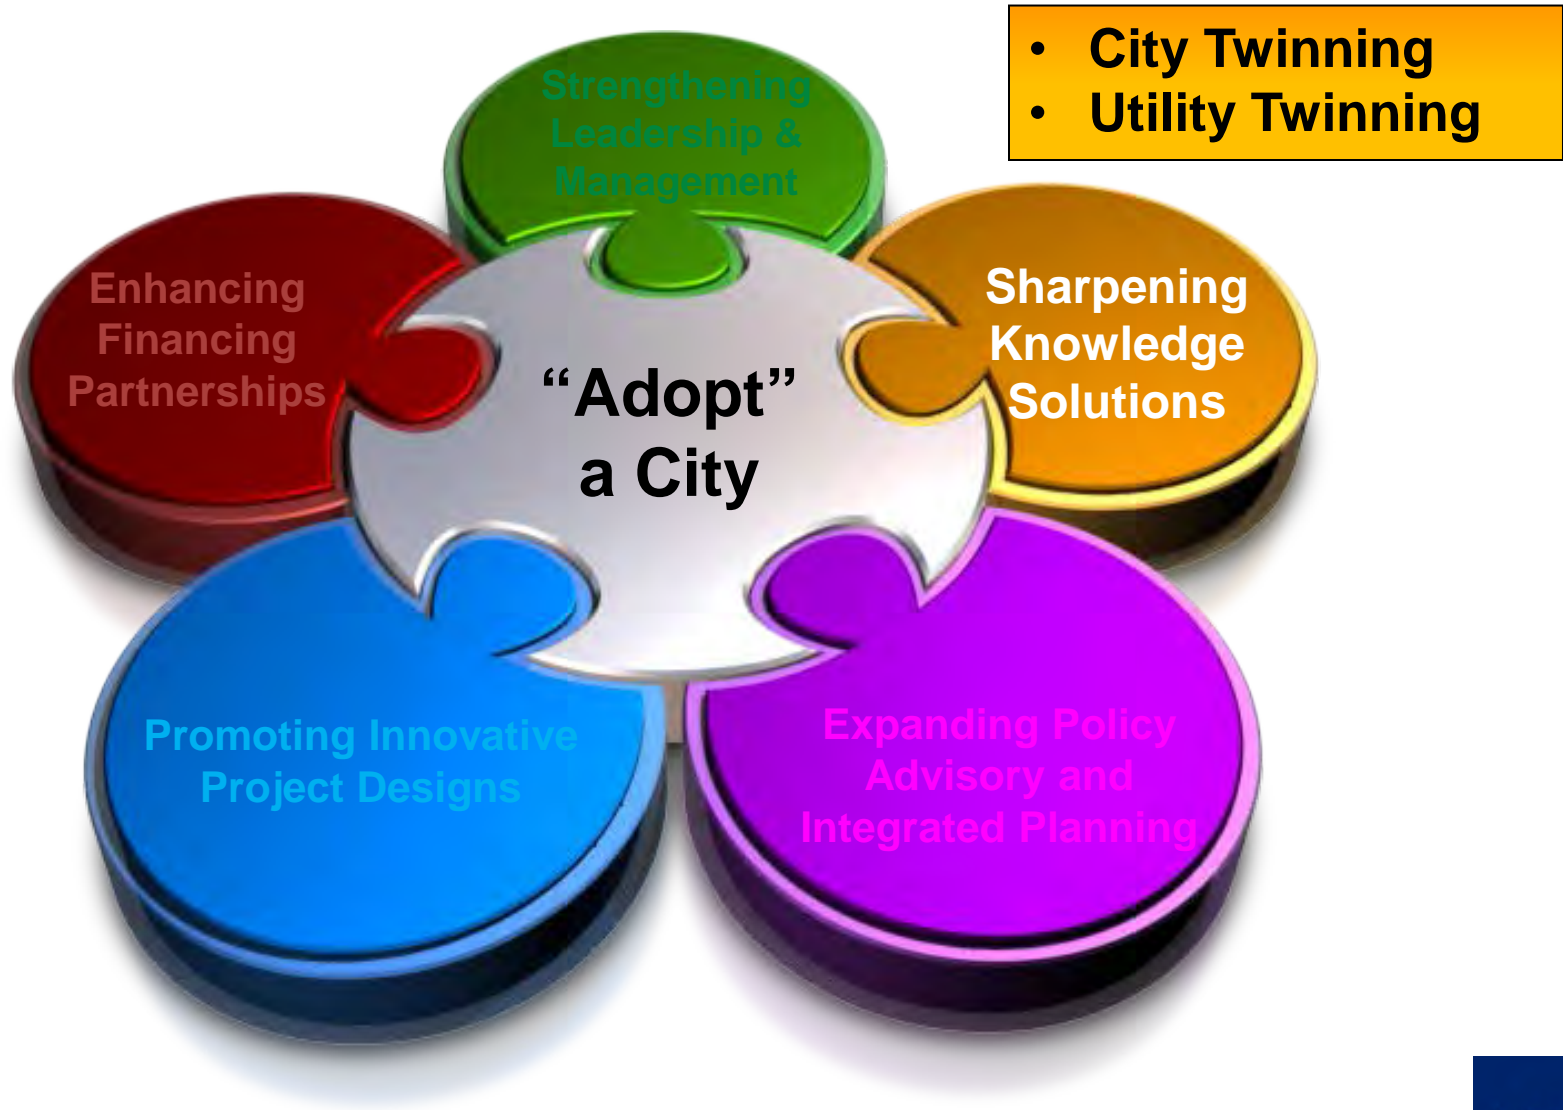 • City Twinning
• Utility Twinning
Strengthening
Leadership &
Management
Enhancing
Financing
Partnerships
Sharpening
Knowledge
Solutions
“Adopt”
a City
Promoting Innovative
Project Designs
Expanding Policy
Advisory and
Integrated Planning